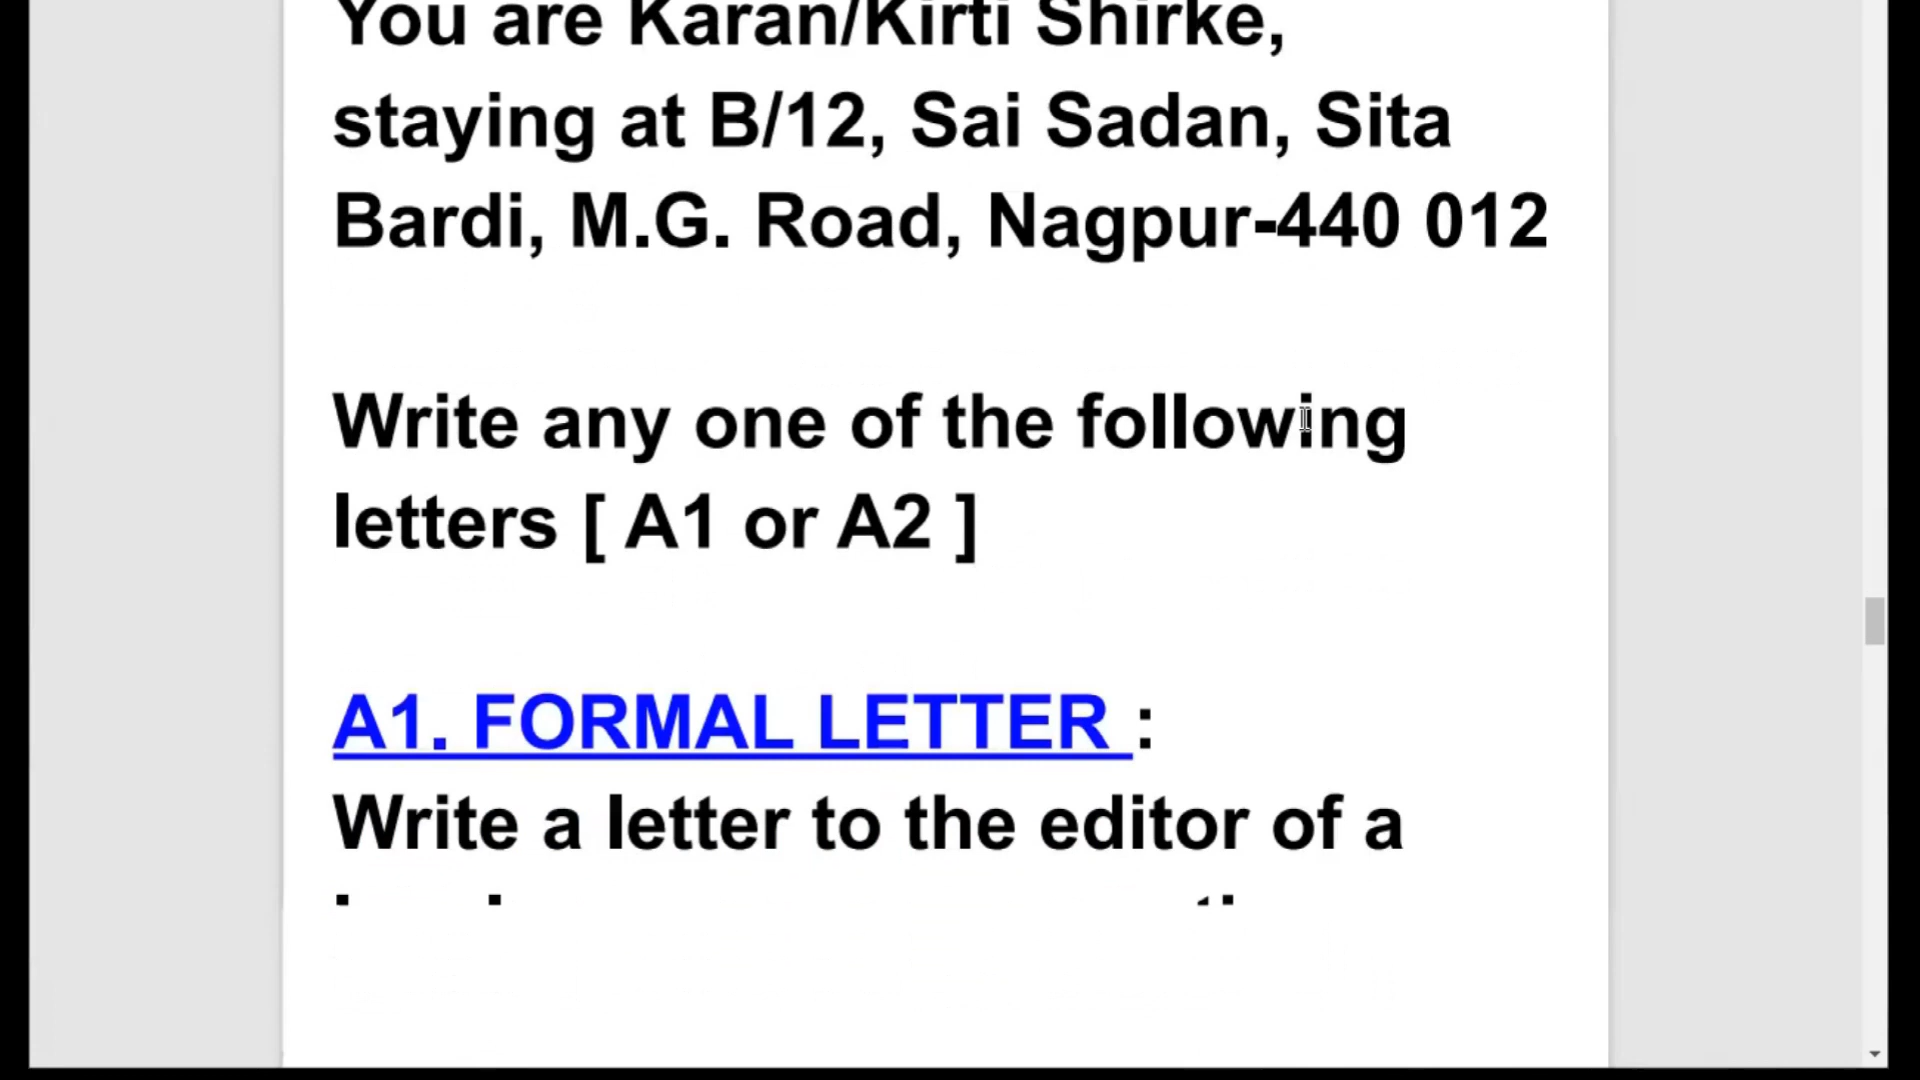 You are Karan/Kirti Shirke,
staying at B/12, Sai Sadan, Sita
Bardi, M.G. Road, Nagpur-440 012
Write any one of the following
letters [ A1 or A2 ]
A1. FORMAL LETTER :
Write a letter to the editor of a